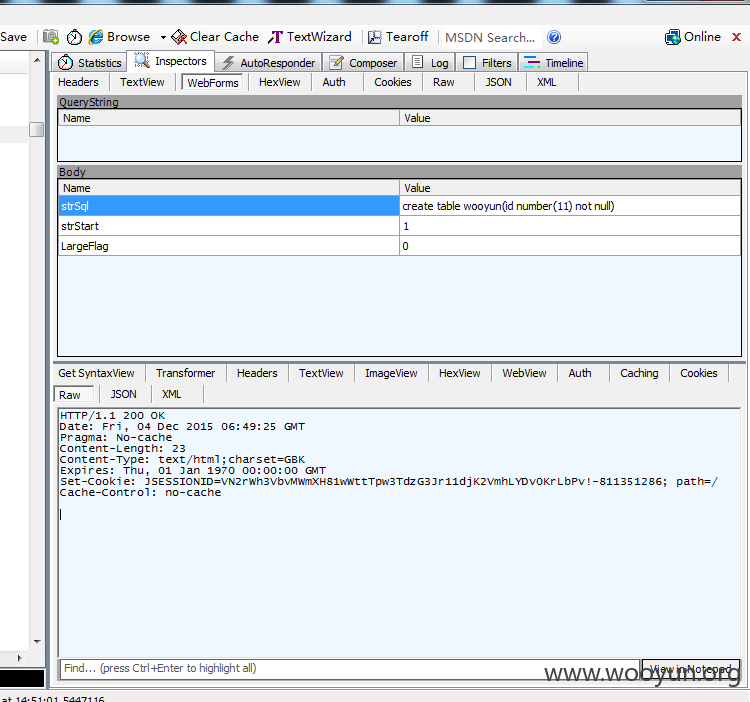 Save Browse Clear Cache TextWizard Tearoff MSDN Search... Online
Statistics Inspectors AutoResponder Composer Log Filters Timeline
Headers TextView WebForms HexView Auth Cookies Raw JSON XML
QueryString
Name Value
Body
Name Value
strSql create table wooyun(id number(11) not null)
strStart 1
LargeFlag 0
Get SyntaxView Transformer Headers TextView ImageView HexView WebView Auth Caching Cookies
Raw JSON XML
HTTP/1.1 200 OK
Date: Fri, 04 Dec 2015 06:49:25 GMT
Pragma: No-cache
Content-Length: 23
Content-Type: text/html;charset=GBK
Expires: Thu, 01 Jan 1970 00:00:00 GMT
Set-Cookie: JSESSIONID=VN2rWh3VbvMWmXH81wWttTpw3TdzG3Jr11djK2VmhLYDvOKrLbPv!-811351286; path=/
Cache-Control: no-cache
Find... (press Ctrl+Enter to highlight all) View in Notepad
www.wooyun.org
at 14:51:01.5447116